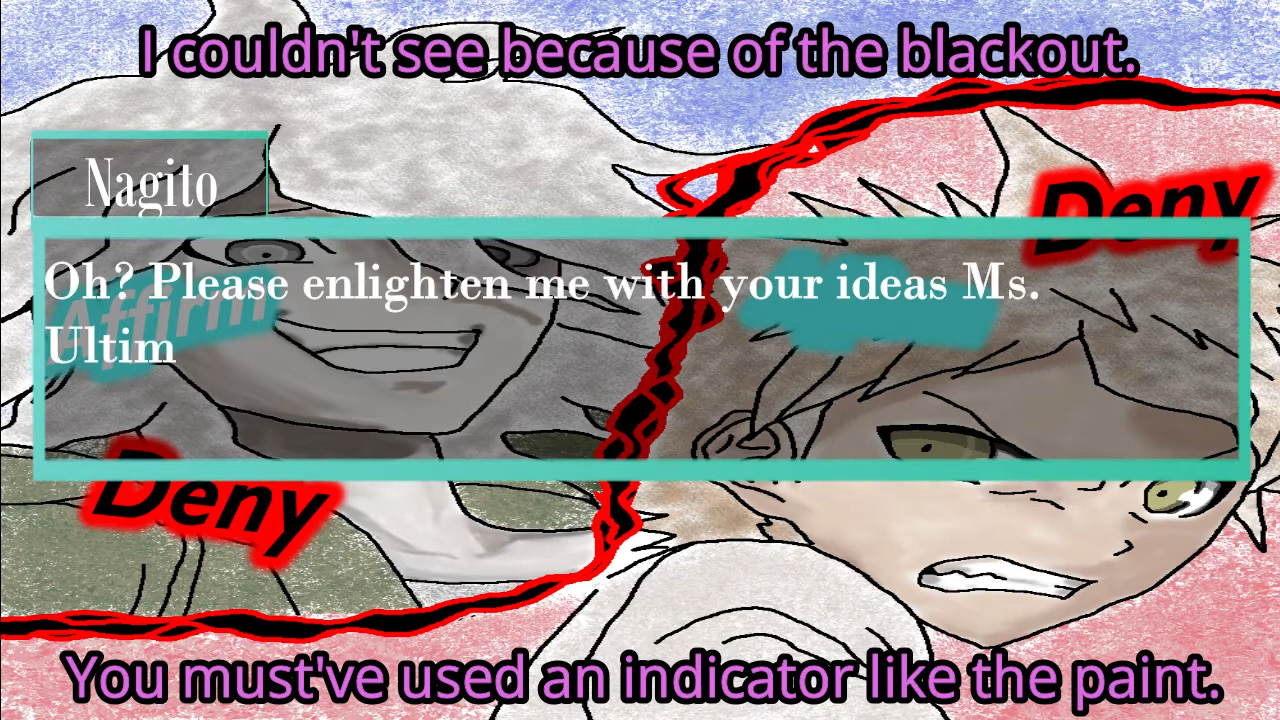 I couldn't see because of the blackout.
Deny
Nagito
Oh? Please enlighten me with your ideas Ms.
Ultim
Affirm
Deny
You must've used an indicator like the paint.